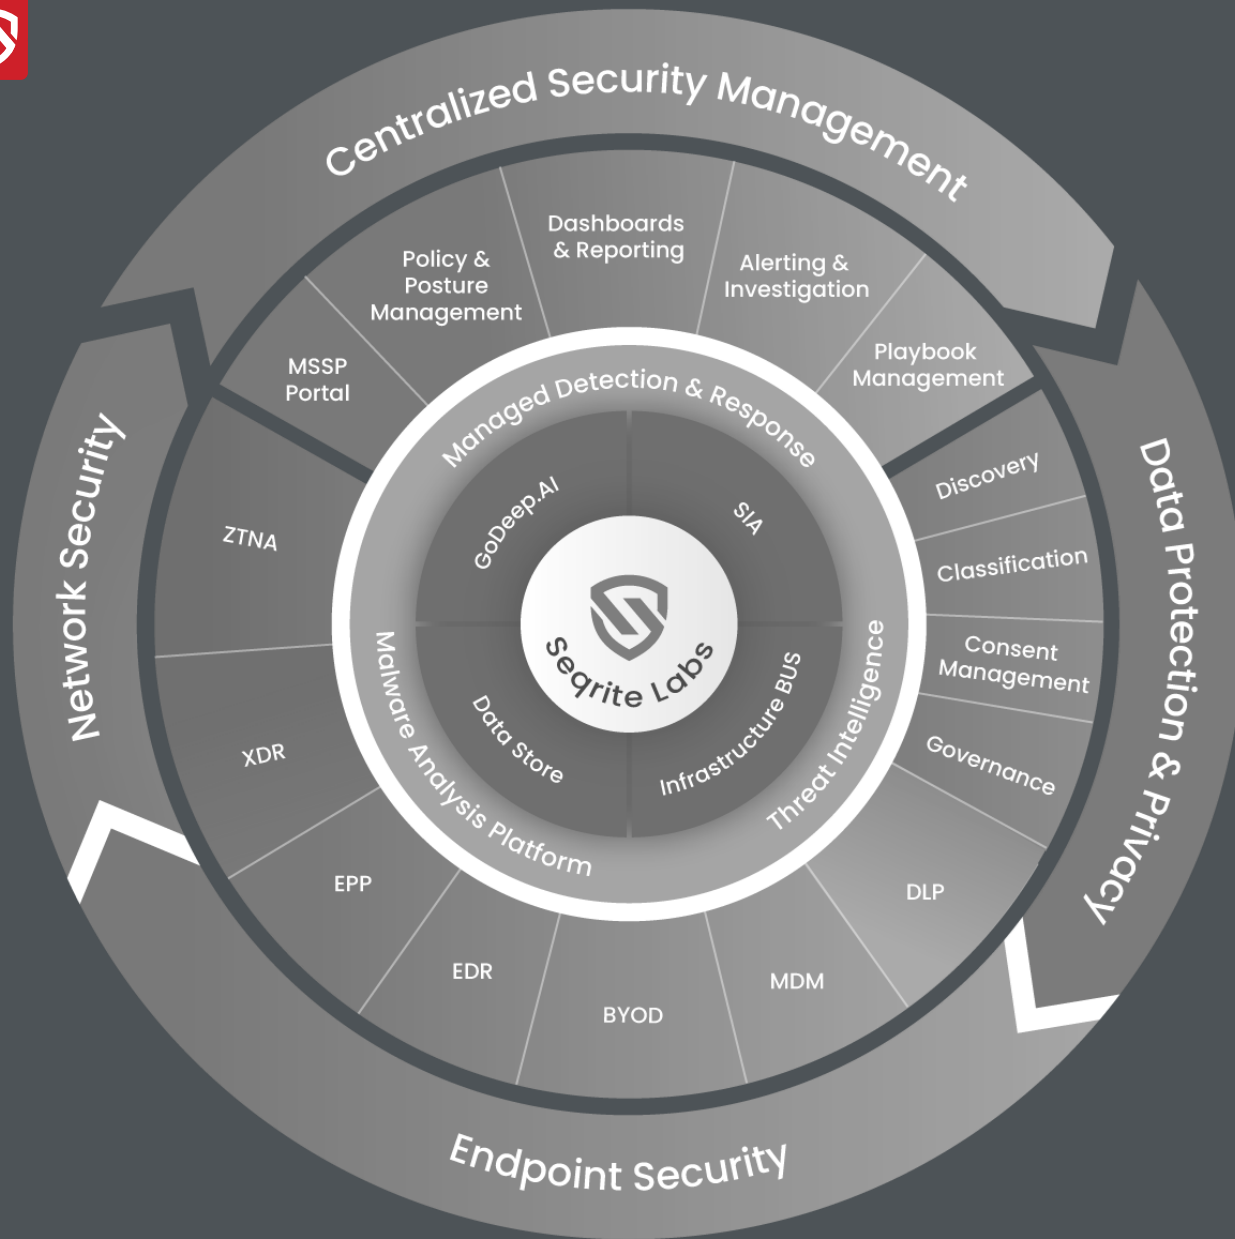 Centralized Security Management
Dashboards
& Reporting
Policy &
Posture
Management
Alerting &
Investigation
MSSP
Portal
Playbook
Management
Data Protection & Privacy
Discovery
Classification
Consent
Management
Governance
DLP
Endpoint Security
MDM
BYOD
EDR
EPP
Network Security
XDR
ZTNA
Managed Detection & Response
Threat Intelligence
Malware Analysis Platform
GoDeep.AI
SIA
Infrastructure BUS
Data Store
Seqrite Labs